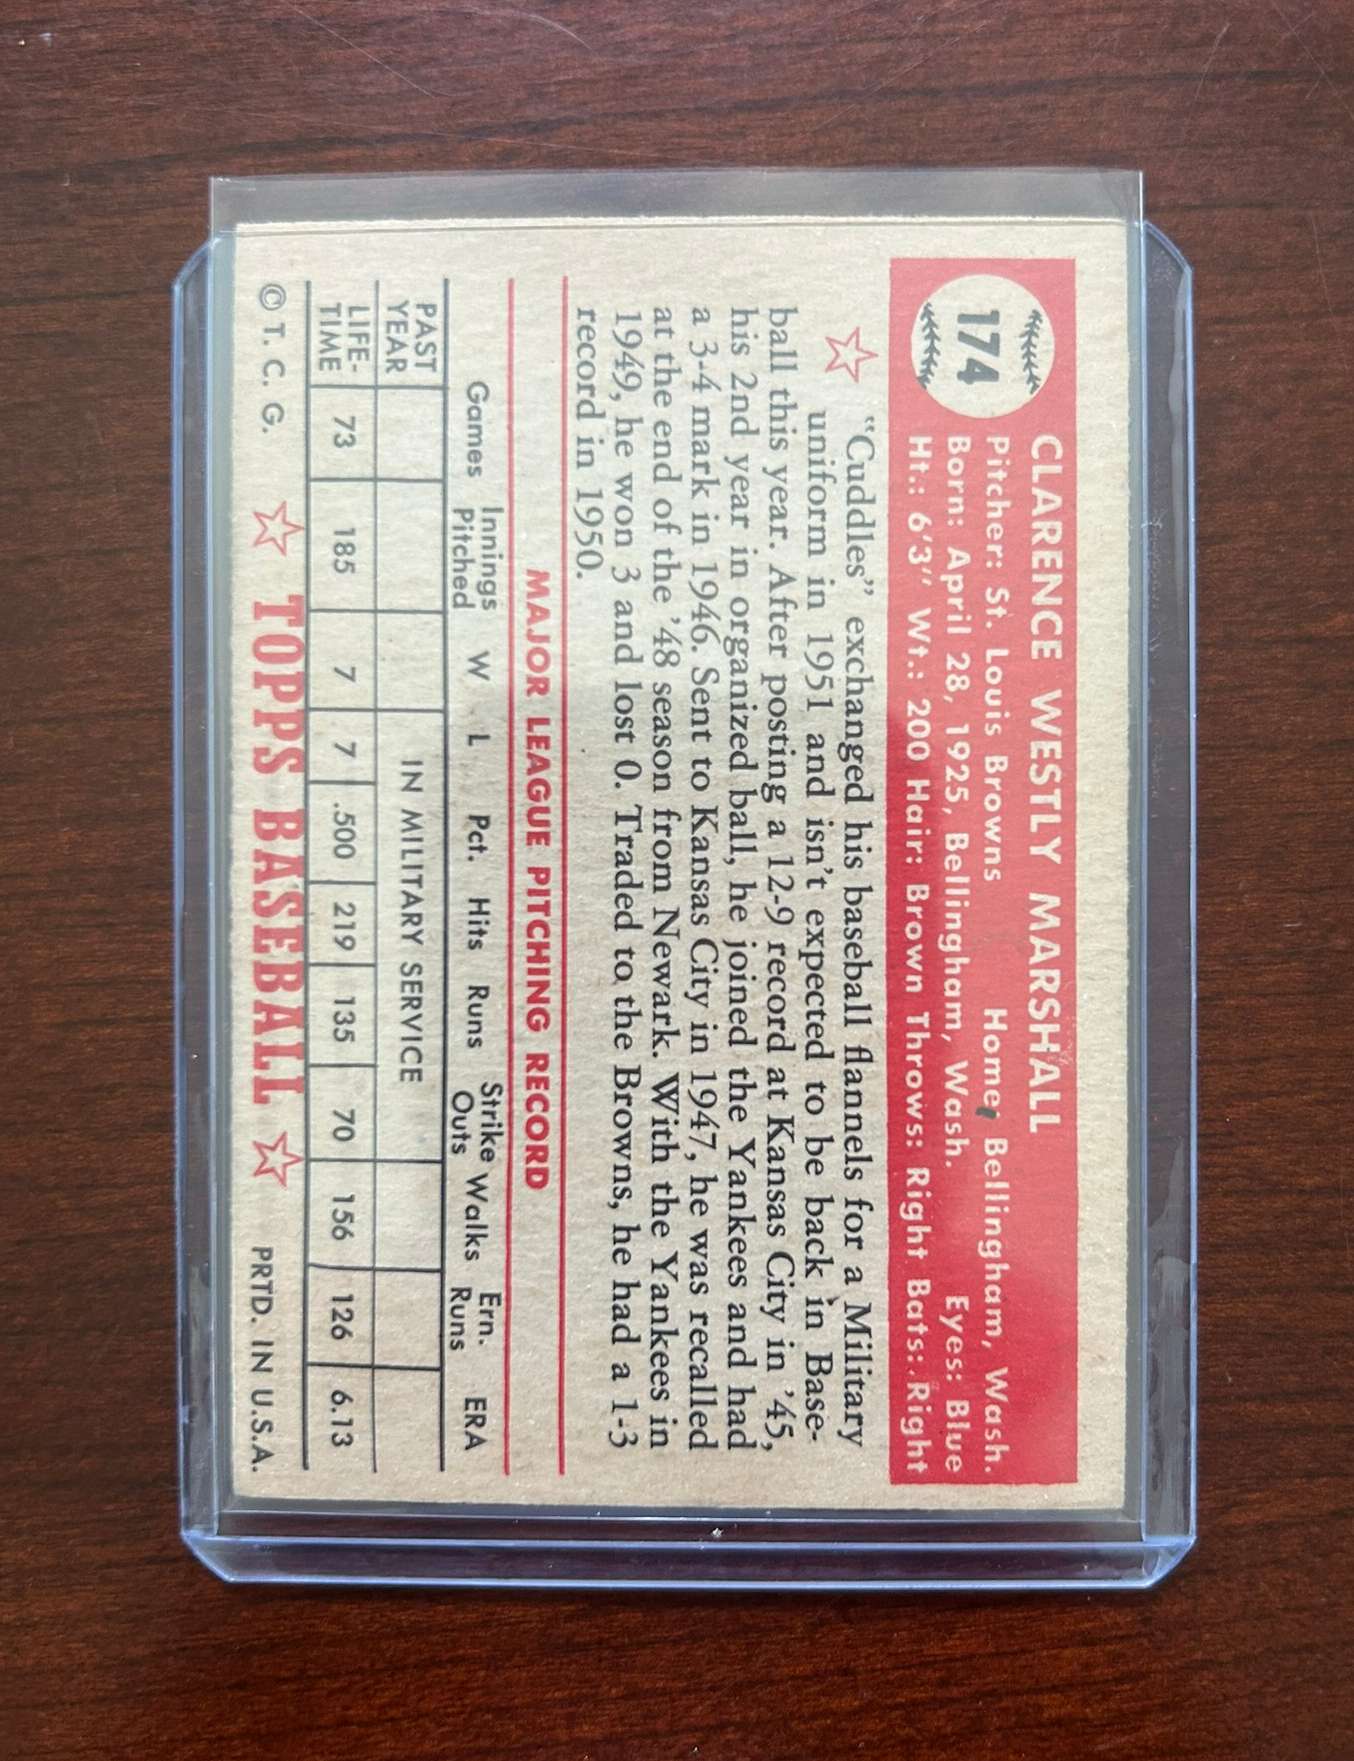 174
CLARENCE WESTLY MARSHALL
Pitcher: St. Louis Browns Home: Bellingham, Wash.
Born: April 28, 1925, Bellingham, Wash. Eyes: Blue
Ht.: 6'3" Wt.: 200 Hair: Brown Throws: Right Bats: Right
"Cuddles" exchanged his baseball flannels for a Military
uniform in 1951 and isn't expected to be back in Base-
ball this year. After posting a 12-9 record at Kansas City in '45,
his 2nd year in organized ball, he joined the Yankees and had
a 3-4 mark in 1946. Sent to Kansas City in 1947, he was recalled
at the end of the '48 season from Newark. With the Yankees in
1949, he won 3 and lost 0. Traded to the Browns, he had a 1-3
record in 1950.
MAJOR LEAGUE PITCHING RECORD
Games Innings Pitched W L Pct. Hits Runs Strike Outs Walks Ern. Runs ERA
PAST YEAR IN MILITARY SERVICE
LIFE-TIME 73 185 7 7 .500 219 135 70 156 126 6.13
© T. C. G. TOPPS BASEBALL PRTD. IN U.S.A.